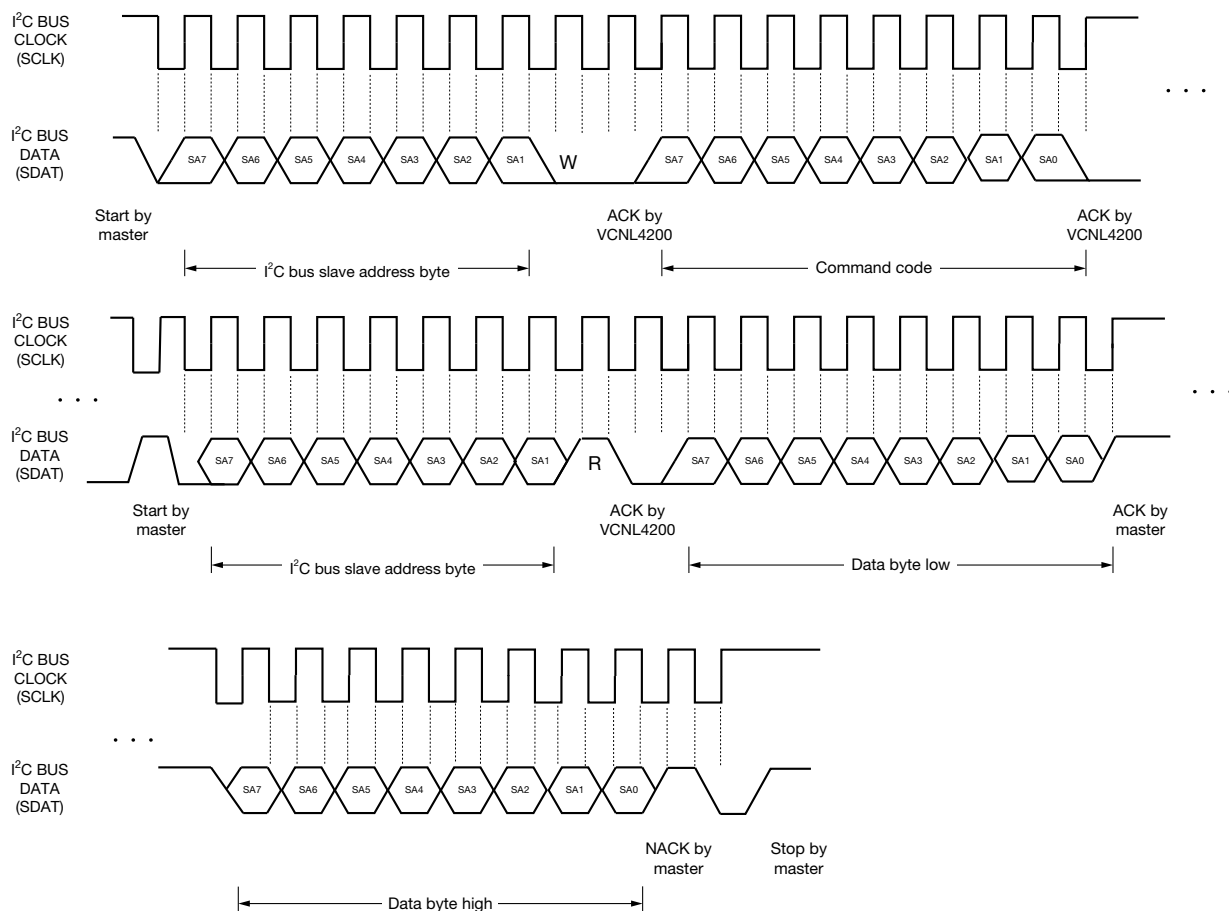 I²C BUS
CLOCK
(SCLK)
. . .
I²C BUS
DATA
(SDAT)
SA7 SA6 SA5 SA4 SA3 SA2 SA1 W SA7 SA6 SA5 SA4 SA3 SA2 SA1 SA0
Start by
master
ACK by
VCNL4200
ACK by
VCNL4200
I²C bus slave address byte
Command code
I²C BUS
CLOCK
(SCLK)
. . .
. . .
I²C BUS
DATA
(SDAT)
SA7 SA6 SA5 SA4 SA3 SA2 SA1 R SA7 SA6 SA5 SA4 SA3 SA2 SA1 SA0
Start by
master
ACK by
VCNL4200
ACK by
master
I²C bus slave address byte
Data byte low
I²C BUS
CLOCK
(SCLK)
. . .
I²C BUS
DATA
(SDAT)
SA7 SA6 SA5 SA4 SA3 SA2 SA1 SA0
NACK by
master
Stop by
master
Data byte high